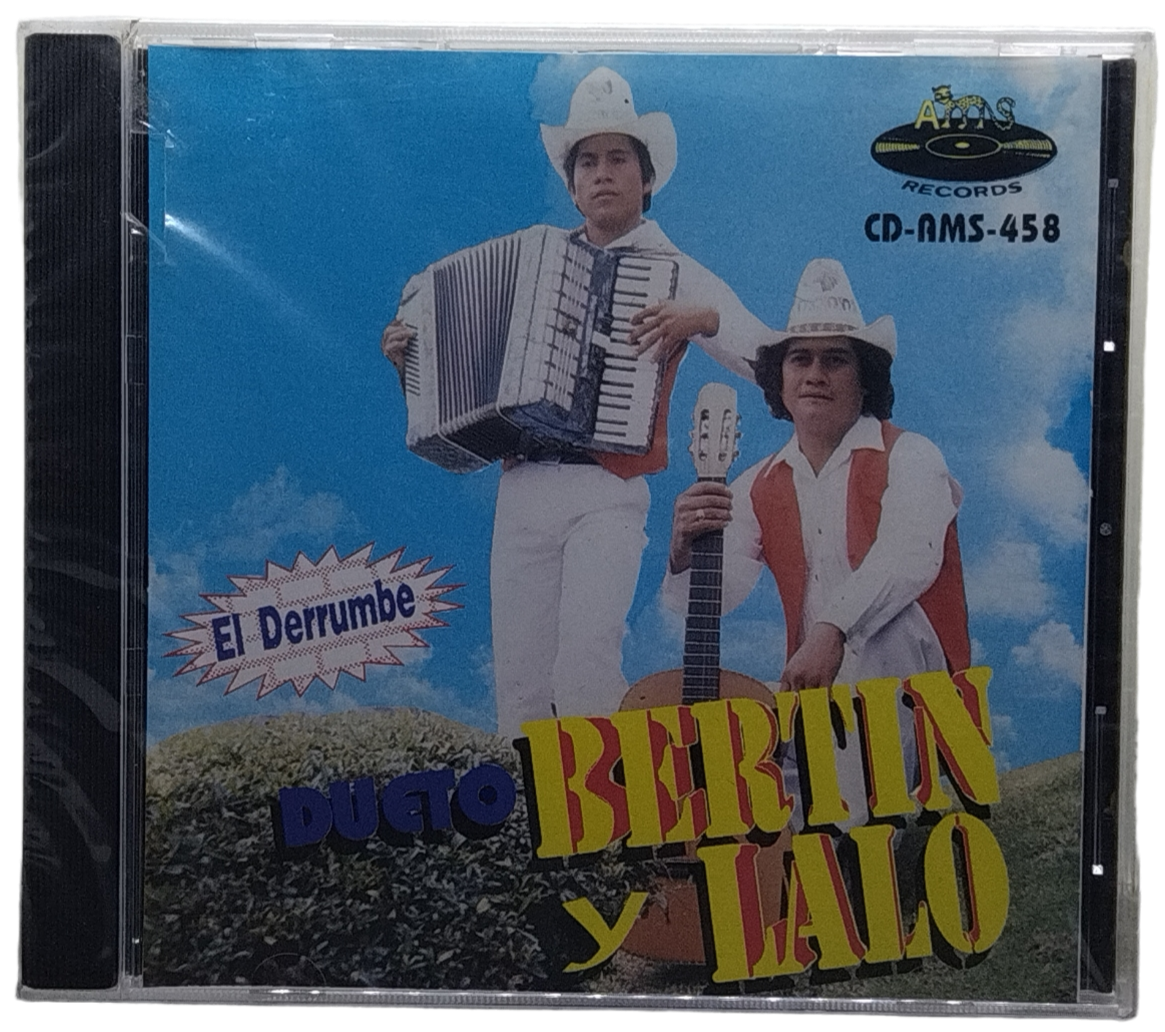 AMS
RECORDS
CD-AMS-458
El Derrumbe
DUETO BERTIN
y LALO